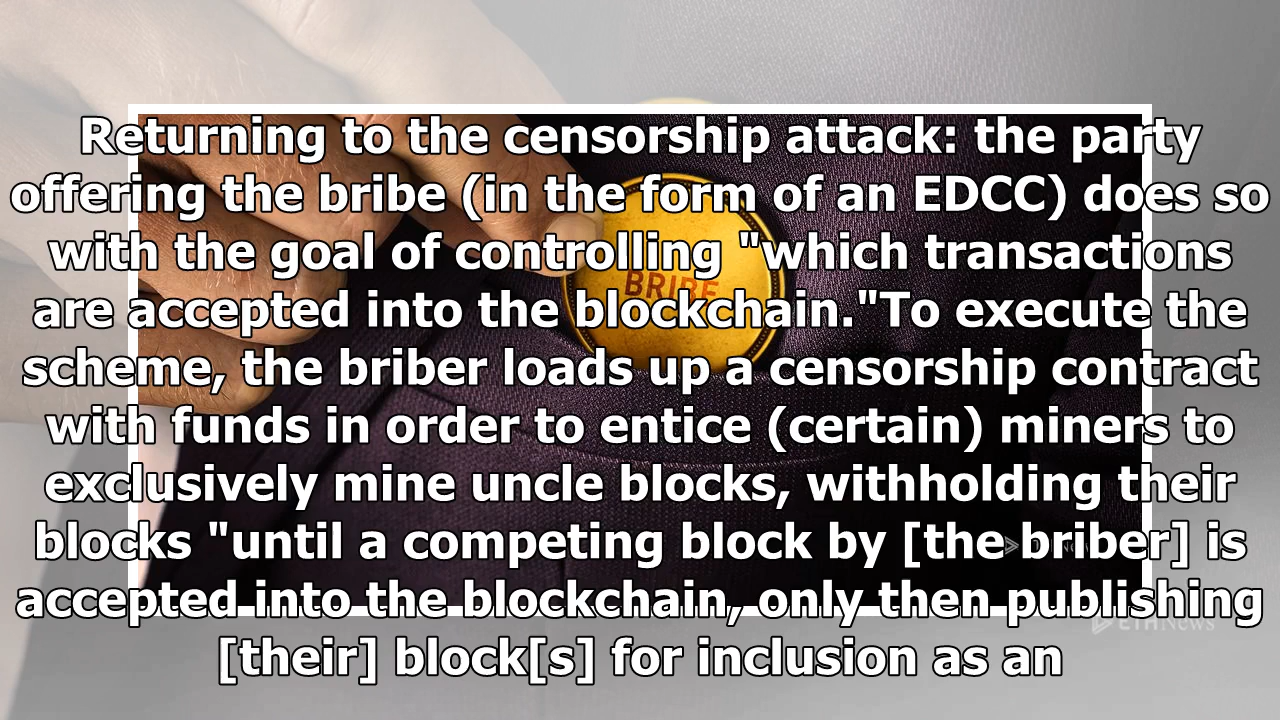 Returning to the censorship attack: the party
offering the bribe (in the form of an EDCC) does so
with the goal of controlling "which transactions
are accepted into the blockchain."To execute the
scheme, the briber loads up a censorship contract
with funds in order to entice (certain) miners to
exclusively mine uncle blocks, withholding their
blocks "until a competing block by [the briber] is
accepted into the blockchain, only then publishing
[their] block[s] for inclusion as an
BRIBE
ETHNews